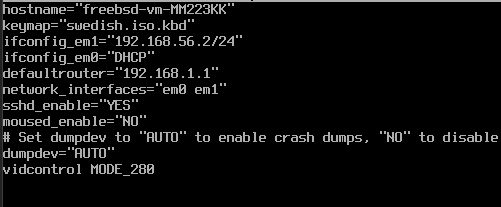 hostname="freebsd-vm-MM223KK"
keymap="swedish.iso.kbd"
ifconfig_em1="192.168.56.2/24"
ifconfig_em0="DHCP"
defaultrouter="192.168.1.1"
network_interfaces="em0 em1"
sshd_enable="YES"
moused_enable="NO"
# Set dumpdev to "AUTO" to enable crash dumps, "NO" to disable
dumpdev="AUTO"
vidcontrol MODE_280